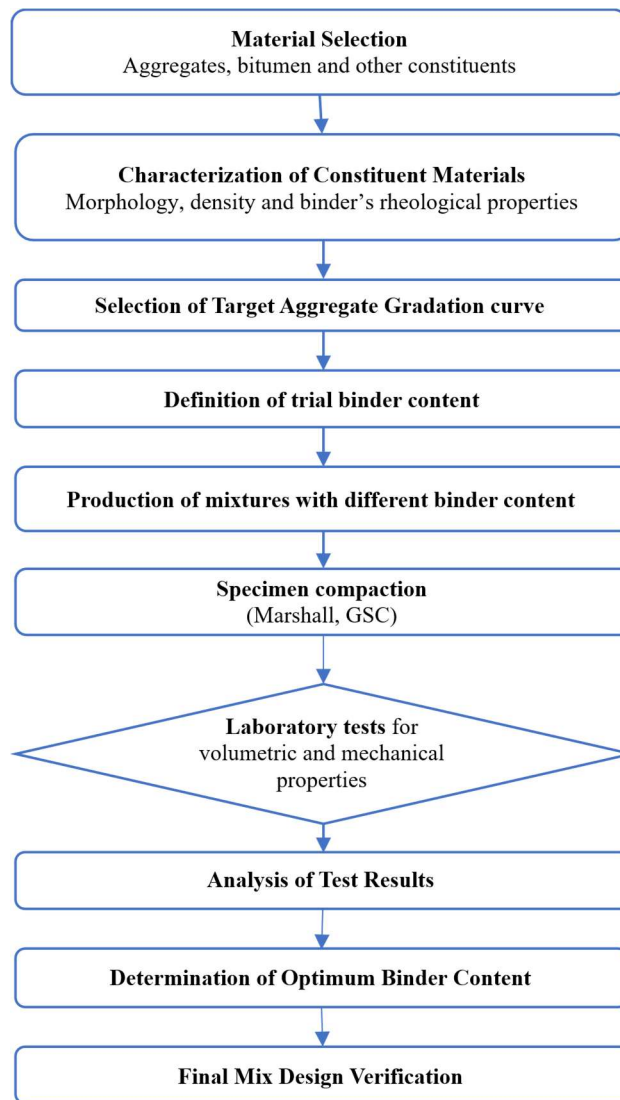 Material Selection
Aggregates, bitumen and other constituents
Characterization of Constituent Materials
Morphology, density and binder’s rheological properties
Selection of Target Aggregate Gradation curve
Definition of trial binder content
Production of mixtures with different binder content
Specimen compaction
(Marshall, GSC)
Laboratory tests for
volumetric and mechanical
properties
Analysis of Test Results
Determination of Optimum Binder Content
Final Mix Design Verification